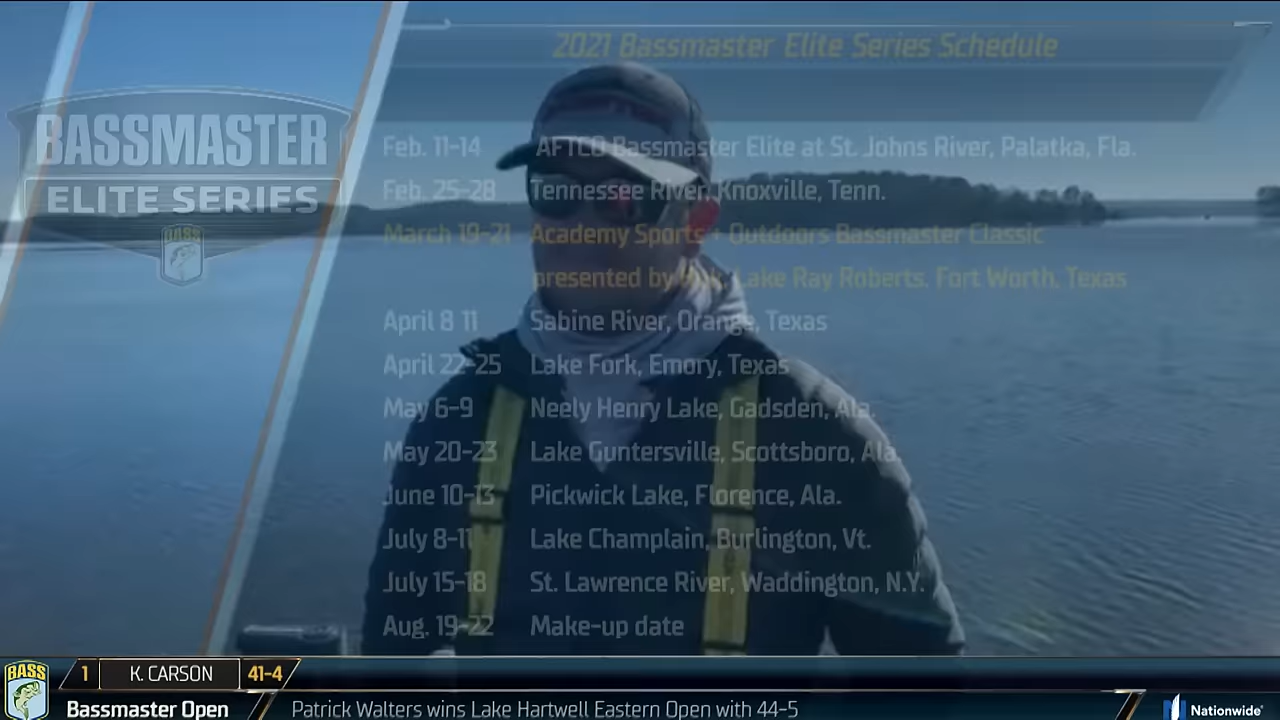 2021 Bassmaster Elite Series Schedule
BASSMASTER
ELITE SERIES
BASS
Feb. 11-14 AFTCO Bassmaster Elite at St. Johns River, Palatka, Fla.
Feb. 25-28 Tennessee River, Knoxville, Tenn.
March 19-21 Academy Sports + Outdoors Bassmaster Classic
presented by Lake Ray Roberts, Fort Worth, Texas
April 8 11 Sabine River, Orange, Texas
April 22-25 Lake Fork, Emory, Texas
May 6-9 Neely Henry Lake, Gadsden, Ala.
May 20-23 Lake Guntersville, Scottsboro, Ala
June 10-13 Pickwick Lake, Florence, Ala.
July 8-11 Lake Champlain, Burlington, Vt.
July 15-18 St. Lawrence River, Waddington, N.Y.
Aug. 19-22 Make-up date
BASS 1 K. CARSON 41-4
Bassmaster Open Patrick Walters wins Lake Hartwell Eastern Open with 44-5 Nationwide